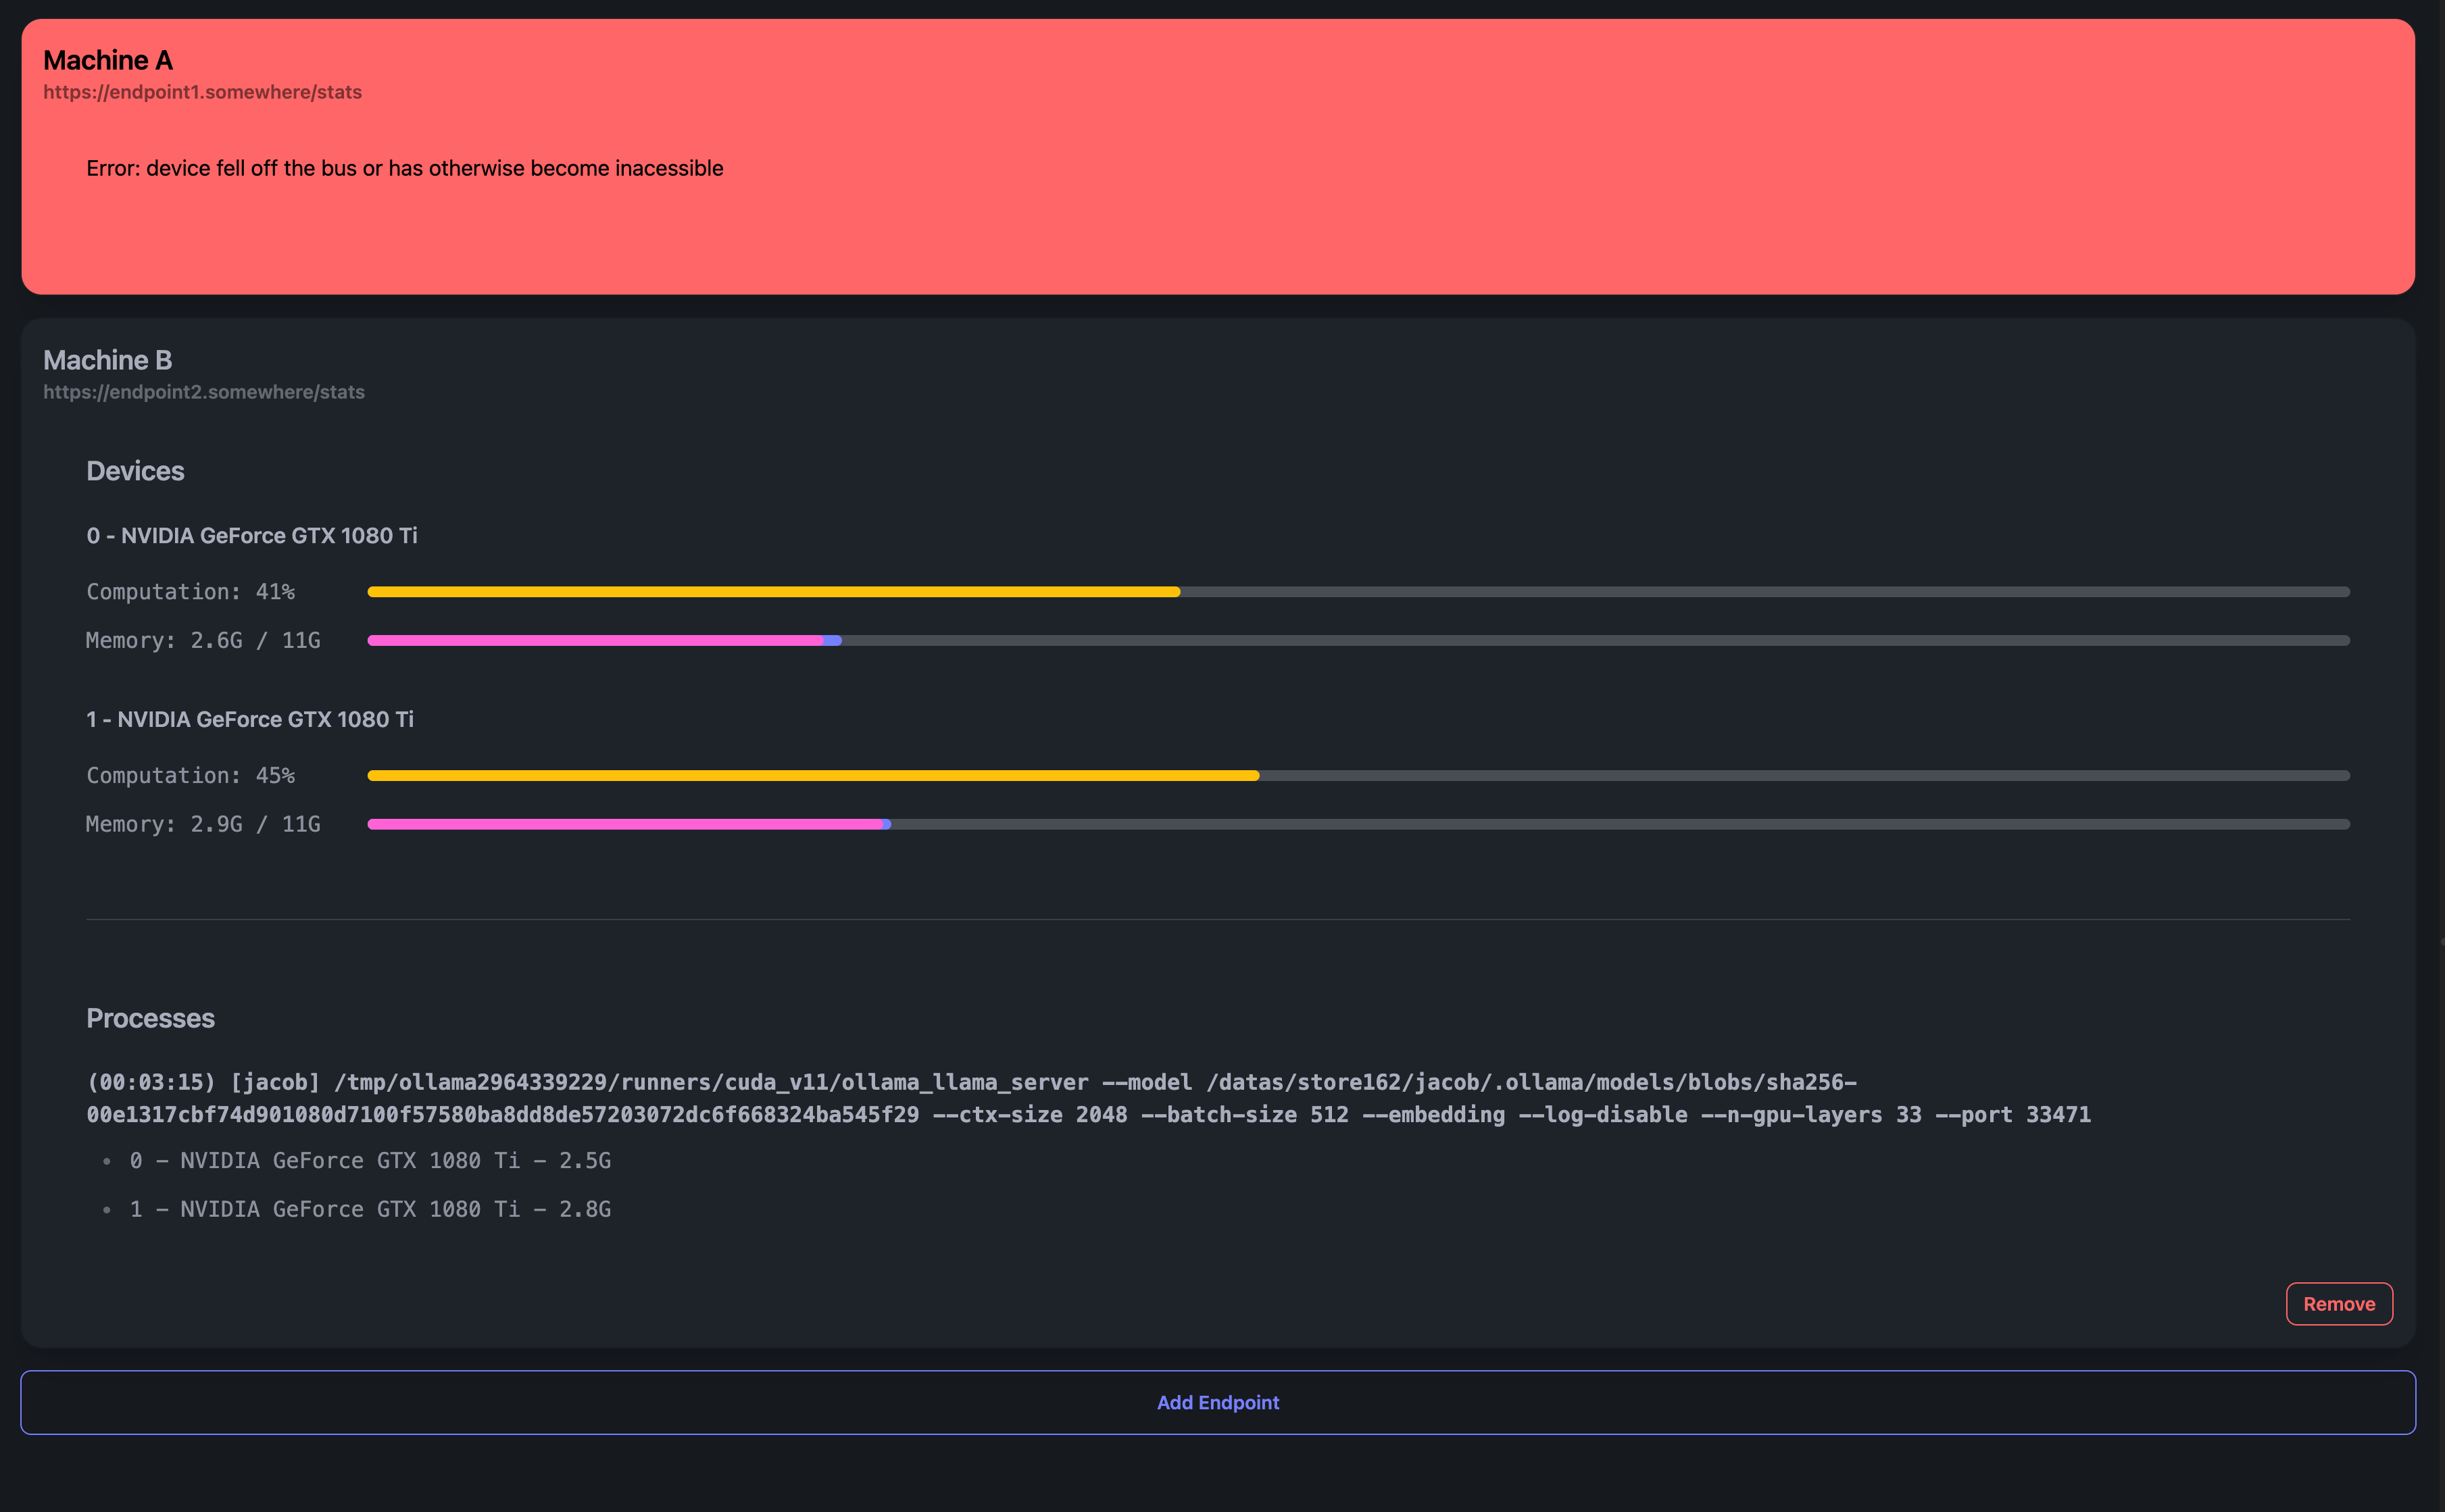 Machine A
https://endpoint1.somewhere/stats
Error: device fell off the bus or has otherwise become inacessible
Machine B
https://endpoint2.somewhere/stats
Devices
0 - NVIDIA GeForce GTX 1080 Ti
Computation: 41%
Memory: 2.6G / 11G
1 - NVIDIA GeForce GTX 1080 Ti
Computation: 45%
Memory: 2.9G / 11G
Processes
(00:03:15) [jacob] /tmp/ollama2964339229/runners/cuda_v11/ollama_llama_server --model /datas/store162/jacob/.ollama/models/blobs/sha256-
00e1317cbf74d901080d7100f57580ba8dd8de57203072dc6f668324ba545f29 --ctx-size 2048 --batch-size 512 --embedding --log-disable --n-gpu-layers 33 --port 33471
• 0 - NVIDIA GeForce GTX 1080 Ti - 2.5G
• 1 - NVIDIA GeForce GTX 1080 Ti - 2.8G
Remove
Add Endpoint